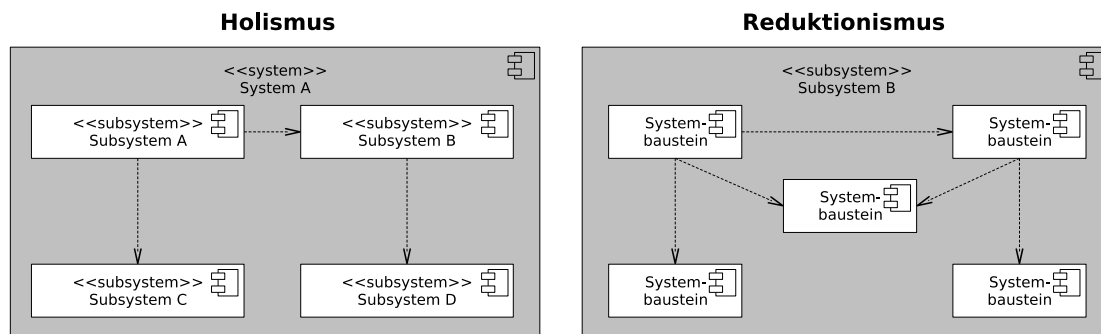 Holismus
<<system>>
System A
<<subsystem>>
Subsystem A
<<subsystem>>
Subsystem B
<<subsystem>>
Subsystem C
<<subsystem>>
Subsystem D
Reduktionismus
<<subsystem>>
Subsystem B
System-
baustein
System-
baustein
System-
baustein
System-
baustein
System-
baustein